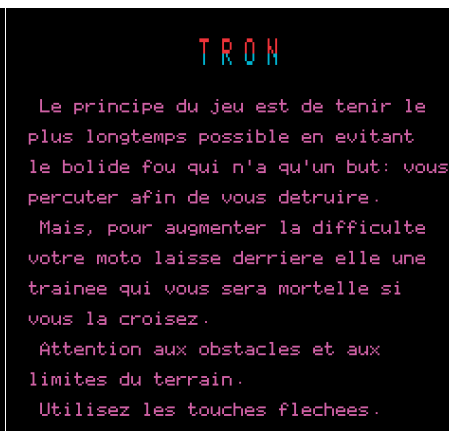 TRON
Le principe du jeu est de tenir le
plus longtemps possible en evitant
le bolide fou qui n'a qu'un but: vous
percuter afin de vous detruire.
Mais, pour augmenter la difficulte
votre moto laisse derriere elle une
trainee qui vous sera mortelle si
vous la croisez.
Attention aux obstacles et aux
limites du terrain.
Utilisez les touches flechees.